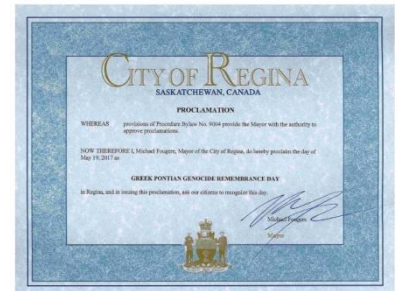 CITY OF REGINA
SASKATCHEWAN, CANADA
PROCLAMATION
WHEREAS provisions of Procedure Bylaw No. 9004 provide the Mayor with the authority to
approve proclamations.
NOW THEREFORE I, Michael Fougere, Mayor of the City of Regina, do hereby proclaim the day of
May 19, 2017 as
GREEK PONTIAN GENOCIDE REMEMBRANCE DAY
in Regina, and in issuing this proclamation, ask our citizens to recognize this day.
Michael Fougere
Mayor